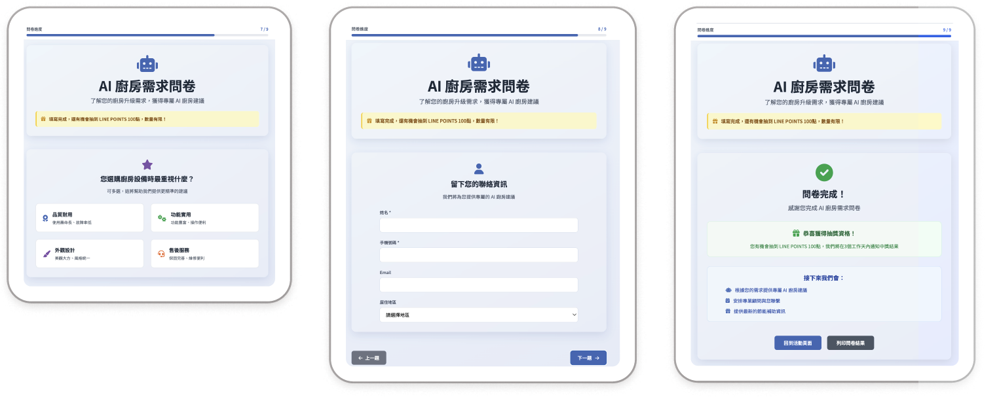 問卷進度
7 / 9
AI 廚房需求問卷
了解您的廚房升級需求，獲得專屬 AI 廚房建議
填寫完成，還有機會抽到 LINE POINTS 100點，數量有限！
您選購廚房設備時最重視什麼？
可多選，這將幫助我們提供更精準的建議
品質耐用
使用壽命長、故障率低
功能實用
功能豐富、操作便利
外觀設計
美觀大方、風格統一
售後服務
保固完善、維修便利
問卷進度
8 / 9
AI 廚房需求問卷
了解您的廚房升級需求，獲得專屬 AI 廚房建議
填寫完成，還有機會抽到 LINE POINTS 100點，數量有限！
留下您的聯絡資訊
我們將為您提供專屬的 AI 廚房建議
姓名 *
手機號碼 *
Email
居住地區
請選擇地區
← 上一題
下一題 →
問卷進度
9 / 9
AI 廚房需求問卷
了解您的廚房升級需求，獲得專屬 AI 廚房建議
填寫完成，還有機會抽到 LINE POINTS 100點，數量有限！
問卷完成！
感謝您完成 AI 廚房需求問卷
恭喜獲得抽獎資格！
您有機會抽到 LINE POINTS 100點，我們將在3個工作天內通知中獎結果
接下來我們會：
根據您的需求提供專屬 AI 廚房建議
安排專業顧問與您聯繫
提供最新的節能補助資訊
回到活動頁面
列印問卷結果